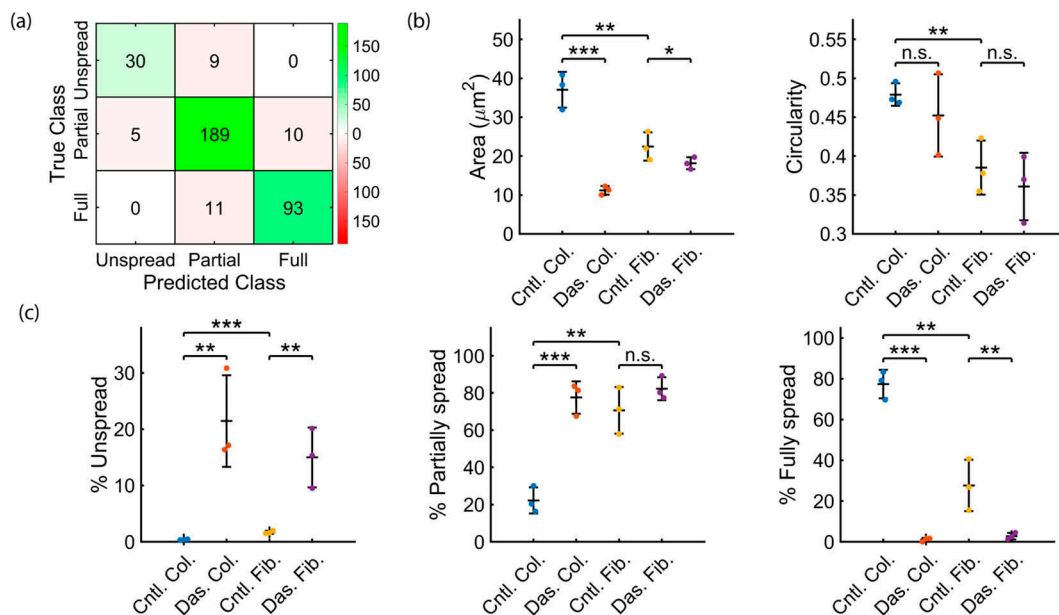 (a)
True Class
Unspread
Partial
Full
30 9 0
5 189 10
0 11 93
Unspread Partial Full
Predicted Class
150
100
50
0
50
100
150
(b)
Area (μm²)
50
40
30
20
10
0
**
***
*
Cntl. Col.
Das. Col.
Cntl. Fib.
Das. Fib.
Circularity
0.55
0.5
0.45
0.4
0.35
0.3
**
n.s.
n.s.
Cntl. Col.
Das. Col.
Cntl. Fib.
Das. Fib.
(c)
% Unspread
30
20
10
0
***
**
**
Cntl. Col.
Das. Col.
Cntl. Fib.
Das. Fib.
% Partially spread
100
80
60
40
20
0
**
***
n.s.
Cntl. Col.
Das. Col.
Cntl. Fib.
Das. Fib.
% Fully spread
100
80
60
40
20
0
**
***
**
Cntl. Col.
Das. Col.
Cntl. Fib.
Das. Fib.